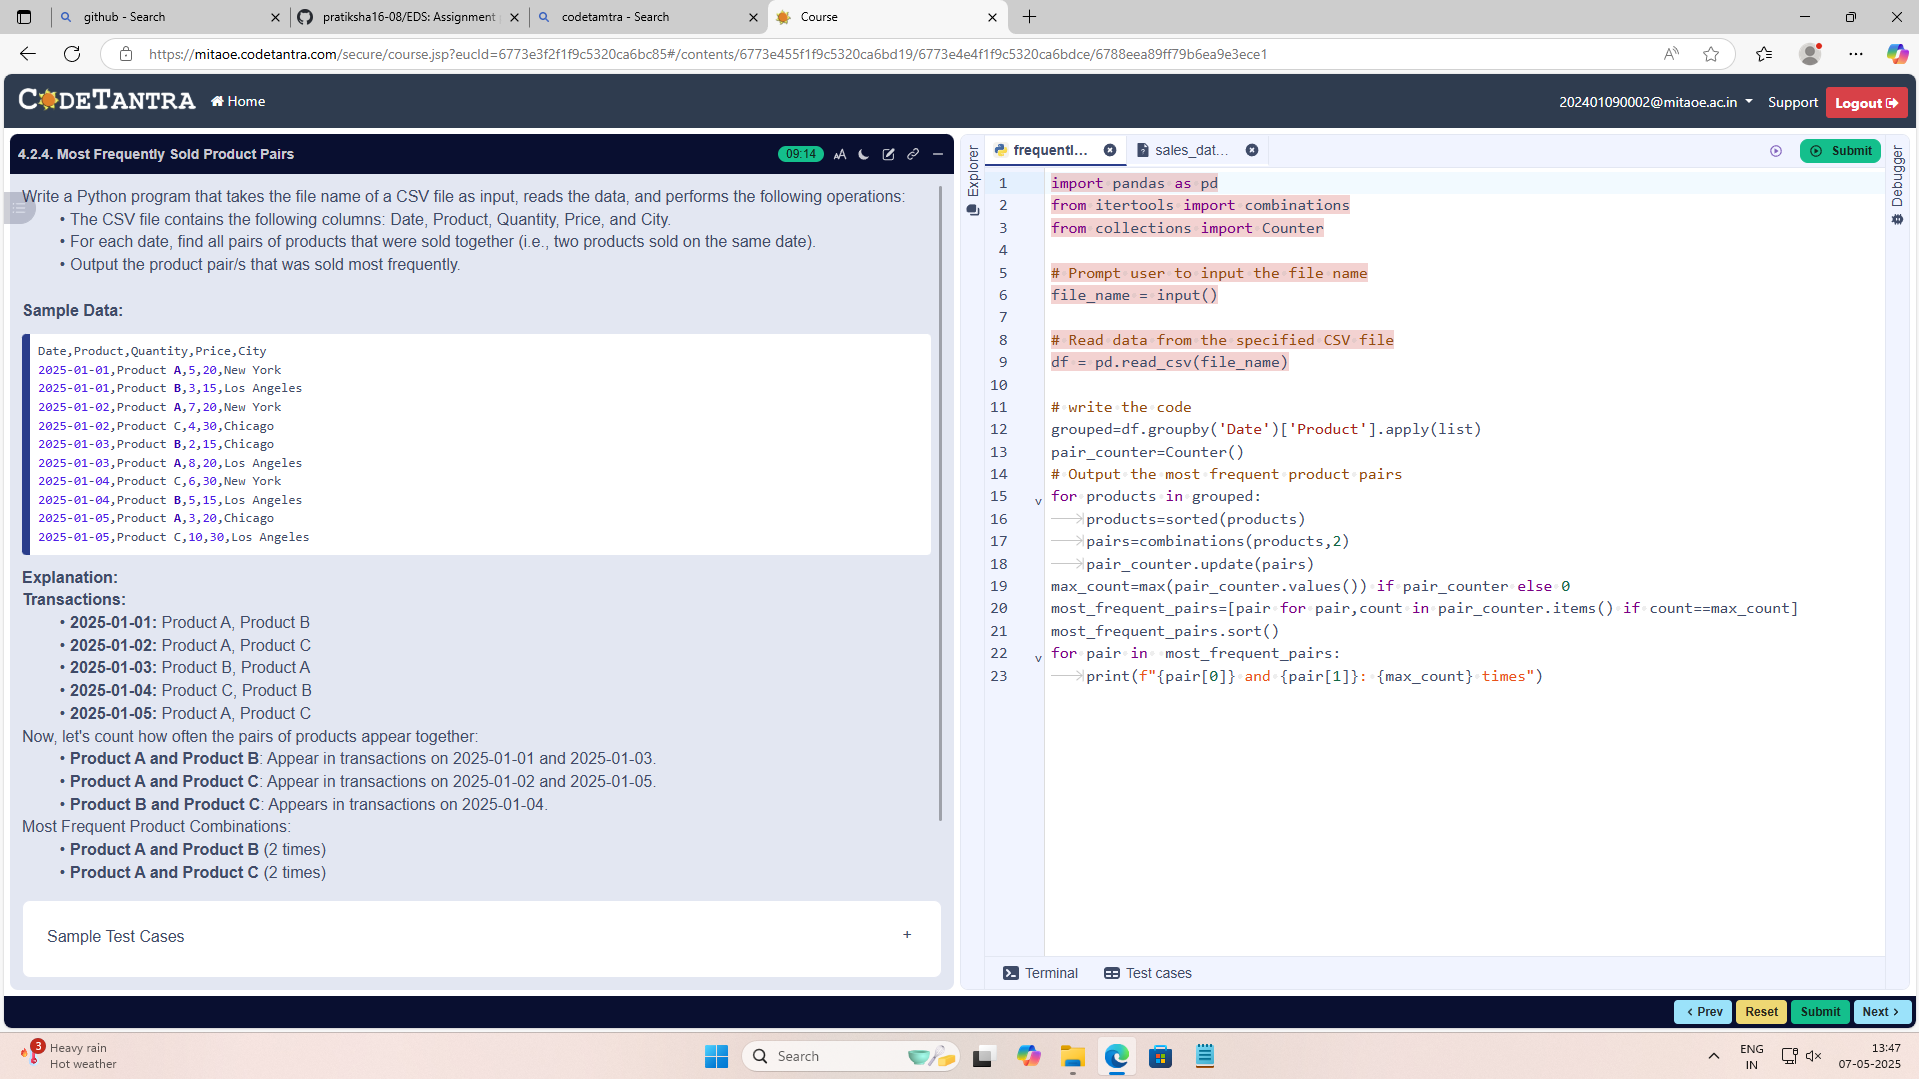 github - Search
pratiksha16-08/EDS: Assignment
codetamtra - Search
Course
https://mitaoe.codetantra.com/secure/course.jsp?eucId=6773e3f2f1f9c5320ca6bc85#/contents/6773e455f1f9c5320ca6bd19/6773e4e4f1f9c5320ca6bdce/6788eea89ff79b6ea9e3ece1
CODETANTRA
Home
202401090002@mitaoe.ac.in
Support
Logout
4.2.4. Most Frequently Sold Product Pairs
09:14
Write a Python program that takes the file name of a CSV file as input, reads the data, and performs the following operations:
• The CSV file contains the following columns: Date, Product, Quantity, Price, and City.
• For each date, find all pairs of products that were sold together (i.e., two products sold on the same date).
• Output the product pair/s that was sold most frequently.
Sample Data:
Date,Product,Quantity,Price,City
2025-01-01,Product A,5,20,New York
2025-01-01,Product B,3,15,Los Angeles
2025-01-02,Product A,7,20,New York
2025-01-02,Product C,4,30,Chicago
2025-01-03,Product B,2,15,Chicago
2025-01-03,Product A,8,20,Los Angeles
2025-01-04,Product C,6,30,New York
2025-01-04,Product B,5,15,Los Angeles
2025-01-05,Product A,3,20,Chicago
2025-01-05,Product C,10,30,Los Angeles
Explanation:
Transactions:
• 2025-01-01: Product A, Product B
• 2025-01-02: Product A, Product C
• 2025-01-03: Product B, Product A
• 2025-01-04: Product C, Product B
• 2025-01-05: Product A, Product C
Now, let's count how often the pairs of products appear together:
• Product A and Product B: Appear in transactions on 2025-01-01 and 2025-01-03.
• Product A and Product C: Appear in transactions on 2025-01-02 and 2025-01-05.
• Product B and Product C: Appears in transactions on 2025-01-04.
Most Frequent Product Combinations:
• Product A and Product B (2 times)
• Product A and Product C (2 times)
Sample Test Cases
+
Explorer
frequentl...
sales_dat...
Submit
Debugger
1 import pandas as pd
2 from itertools import combinations
3 from collections import Counter
4
5 # Prompt user to input the file name
6 file_name = input()
7
8 # Read data from the specified CSV file
9 df = pd.read_csv(file_name)
10
11 # write the code
12 grouped=df.groupby('Date')['Product'].apply(list)
13 pair_counter=Counter()
14 # Output the most frequent product pairs
15 for products in grouped:
16 products=sorted(products)
17 pairs=combinations(products,2)
18 pair_counter.update(pairs)
19 max_count=max(pair_counter.values()) if pair_counter else 0
20 most_frequent_pairs=[pair for pair,count in pair_counter.items() if count==max_count]
21 most_frequent_pairs.sort()
22 for pair in  most_frequent_pairs:
23 print(f"{pair[0]} and {pair[1]}: {max_count} times")
Terminal
Test cases
< Prev
Reset
Submit
Next >
3
Heavy rain
Hot weather
Search
ENG
IN
13:47
07-05-2025